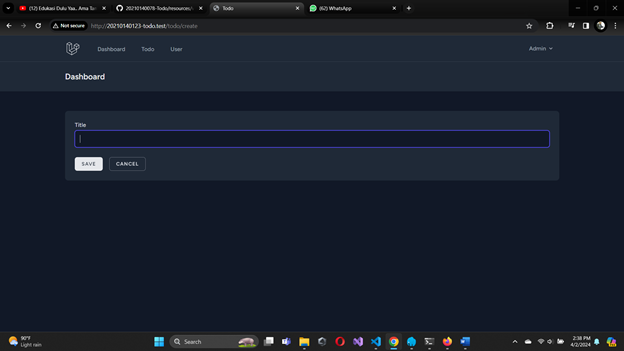 (12) Edukasi Dulu Yaa.. Ama Ta
20210140078-Todo/resources/
Todo
(62) WhatsApp
Not secure
http://20210140123-todo.test/todo/create
Dashboard
Todo
User
Admin
Dashboard
Title
SAVE
CANCEL
90°F
Light rain
Search
2:38 PM
4/2/2024